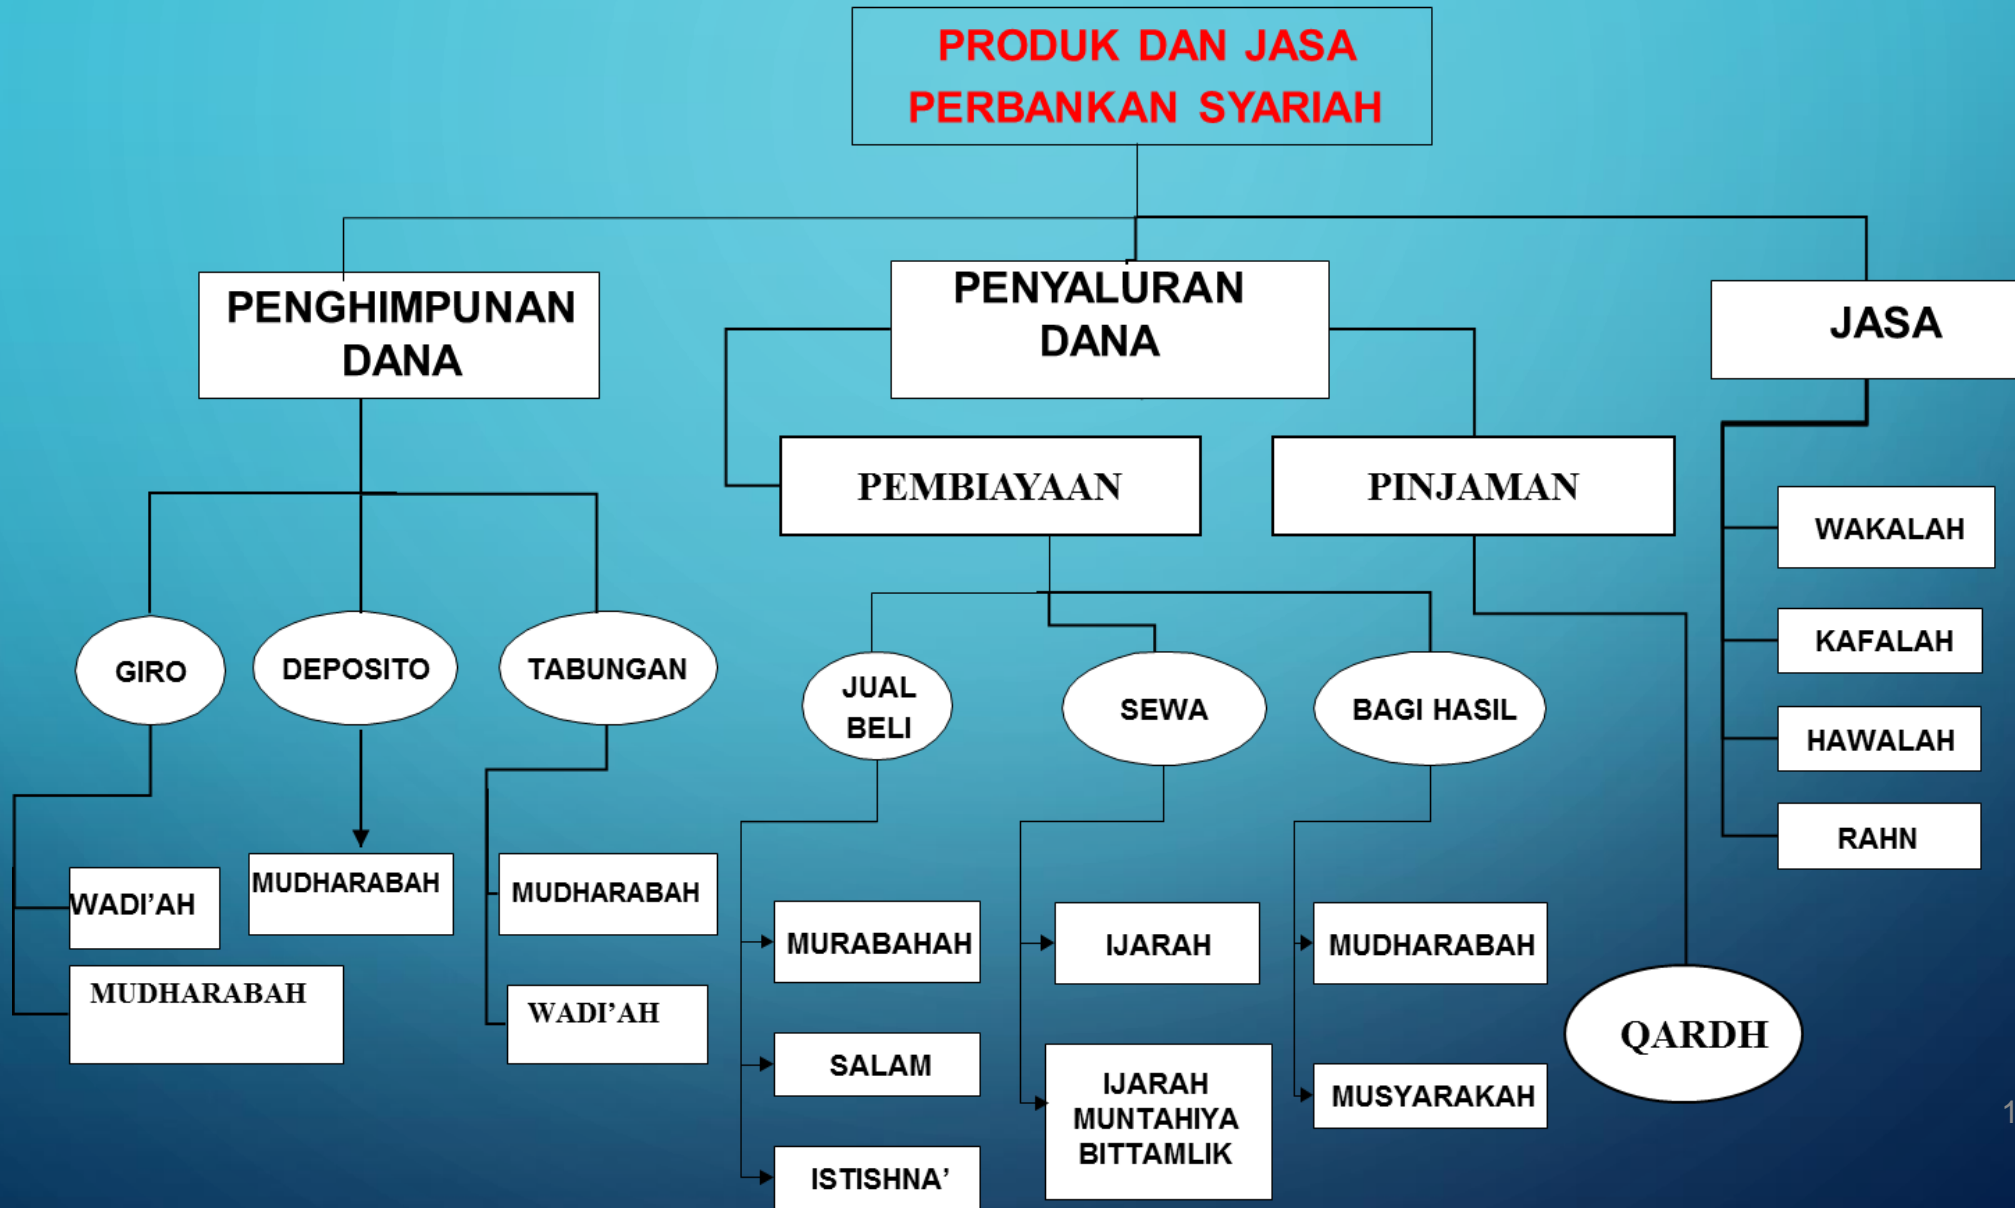 PRODUK DAN JASA
PERBANKAN SYARIAH
PENGHIMPUNAN
DANA
PENYALURAN
DANA
JASA
PEMBIAYAAN
PINJAMAN
WAKALAH
KAFALAH
HAWALAH
RAHN
GIRO
DEPOSITO
TABUNGAN
JUAL
BELI
SEWA
BAGI HASIL
WADI’AH
MUDHARABAH
MUDHARABAH
MUDHARABAH
WADI’AH
MURABAHAH
SALAM
ISTISHNA’
IJARAH
IJARAH
MUNTAHIYA
BITTAMLIK
MUDHARABAH
MUSYARAKAH
QARDH
1